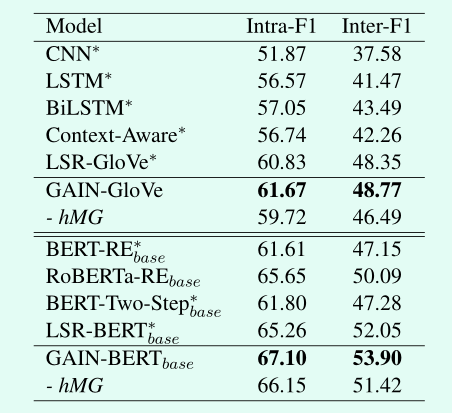 Model Intra-F1 Inter-F1
CNN* 51.87 37.58
LSTM* 56.57 41.47
BiLSTM* 57.05 43.49
Context-Aware* 56.74 42.26
LSR-GloVe* 60.83 48.35
GAIN-GloVe 61.67 48.77
- hMG 59.72 46.49
BERT-RE*base 61.61 47.15
RoBERTa-REbase 65.65 50.09
BERT-Two-Step*base 61.80 47.28
LSR-BERT*base 65.26 52.05
GAIN-BERTbase 67.10 53.90
- hMG 66.15 51.42